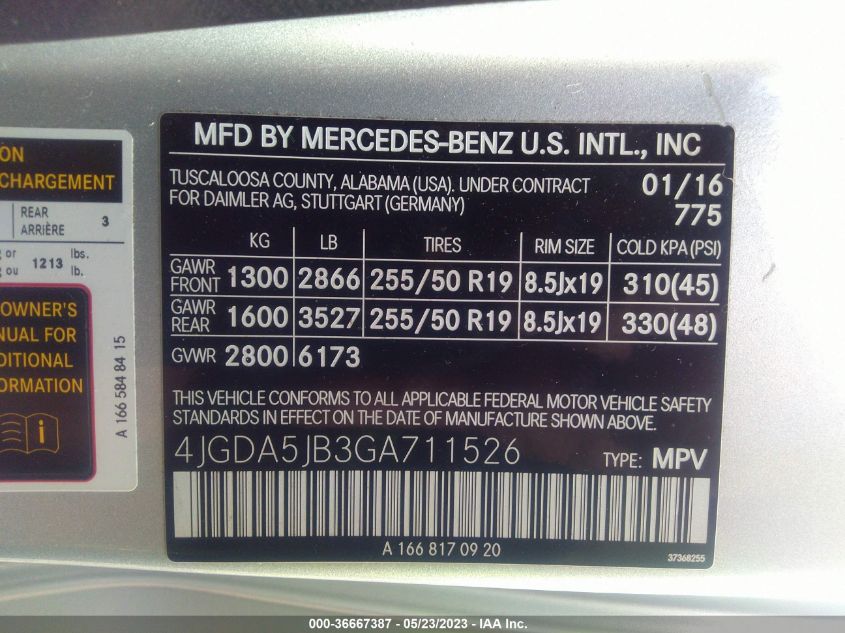 ON
CHARGEMENT
REAR
ARRIÈRE 3
g or
g ou 1213 lbs.
lb.
OWNER'S
NUAL FOR
DITIONAL
ORMATION
A 166 584 84 15
MFD BY MERCEDES-BENZ U.S. INTL., INC
TUSCALOOSA COUNTY, ALABAMA (USA). UNDER CONTRACT 01/16
FOR DAIMLER AG, STUTTGART (GERMANY) 775
KG LB TIRES RIM SIZE COLD KPA (PSI)
GAWR
FRONT 1300 2866 255/50 R19 8.5Jx19 310(45)
GAWR
REAR 1600 3527 255/50 R19 8.5Jx19 330(48)
GVWR 2800 6173
THIS VEHICLE CONFORMS TO ALL APPLICABLE FEDERAL MOTOR VEHICLE SAFETY
STANDARDS IN EFFECT ON THE DATE OF MANUFACTURE SHOWN ABOVE.
4JGDA5JB3GA711526 TYPE: MPV
A 166 817 09 20
37368255
000-36667387 — 05/23/2023 — IAA Inc.